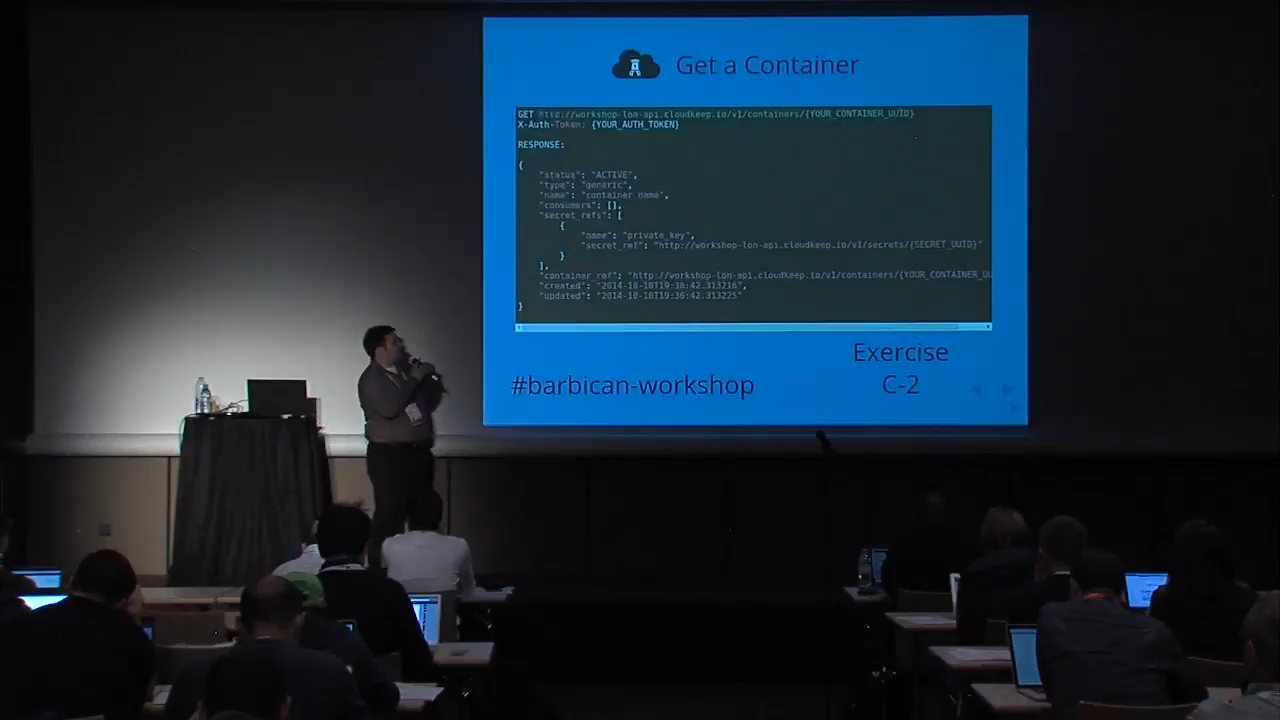 Get a Container
GET http://workshop-lon-api.cloudkeep.io/v1/containers/{YOUR_CONTAINER_UUID}
X-Auth-Token: {YOUR_AUTH_TOKEN}
RESPONSE:
{
"status": "ACTIVE",
"type": "generic",
"name": "container name",
"consumers": [],
"secret_refs": [
{
"name": "private_key",
"secret_ref": "http://workshop-lon-api.cloudkeep.io/v1/secrets/{SECRET_UUID}"
}
],
"container_ref": "http://workshop-lon-api.cloudkeep.io/v1/containers/{YOUR_CONTAINER_UU
"created": "2014-10-10T19:36:42.313216",
"updated": "2014-10-10T19:36:42.313225"
}
Exercise
C-2
#barbican-workshop